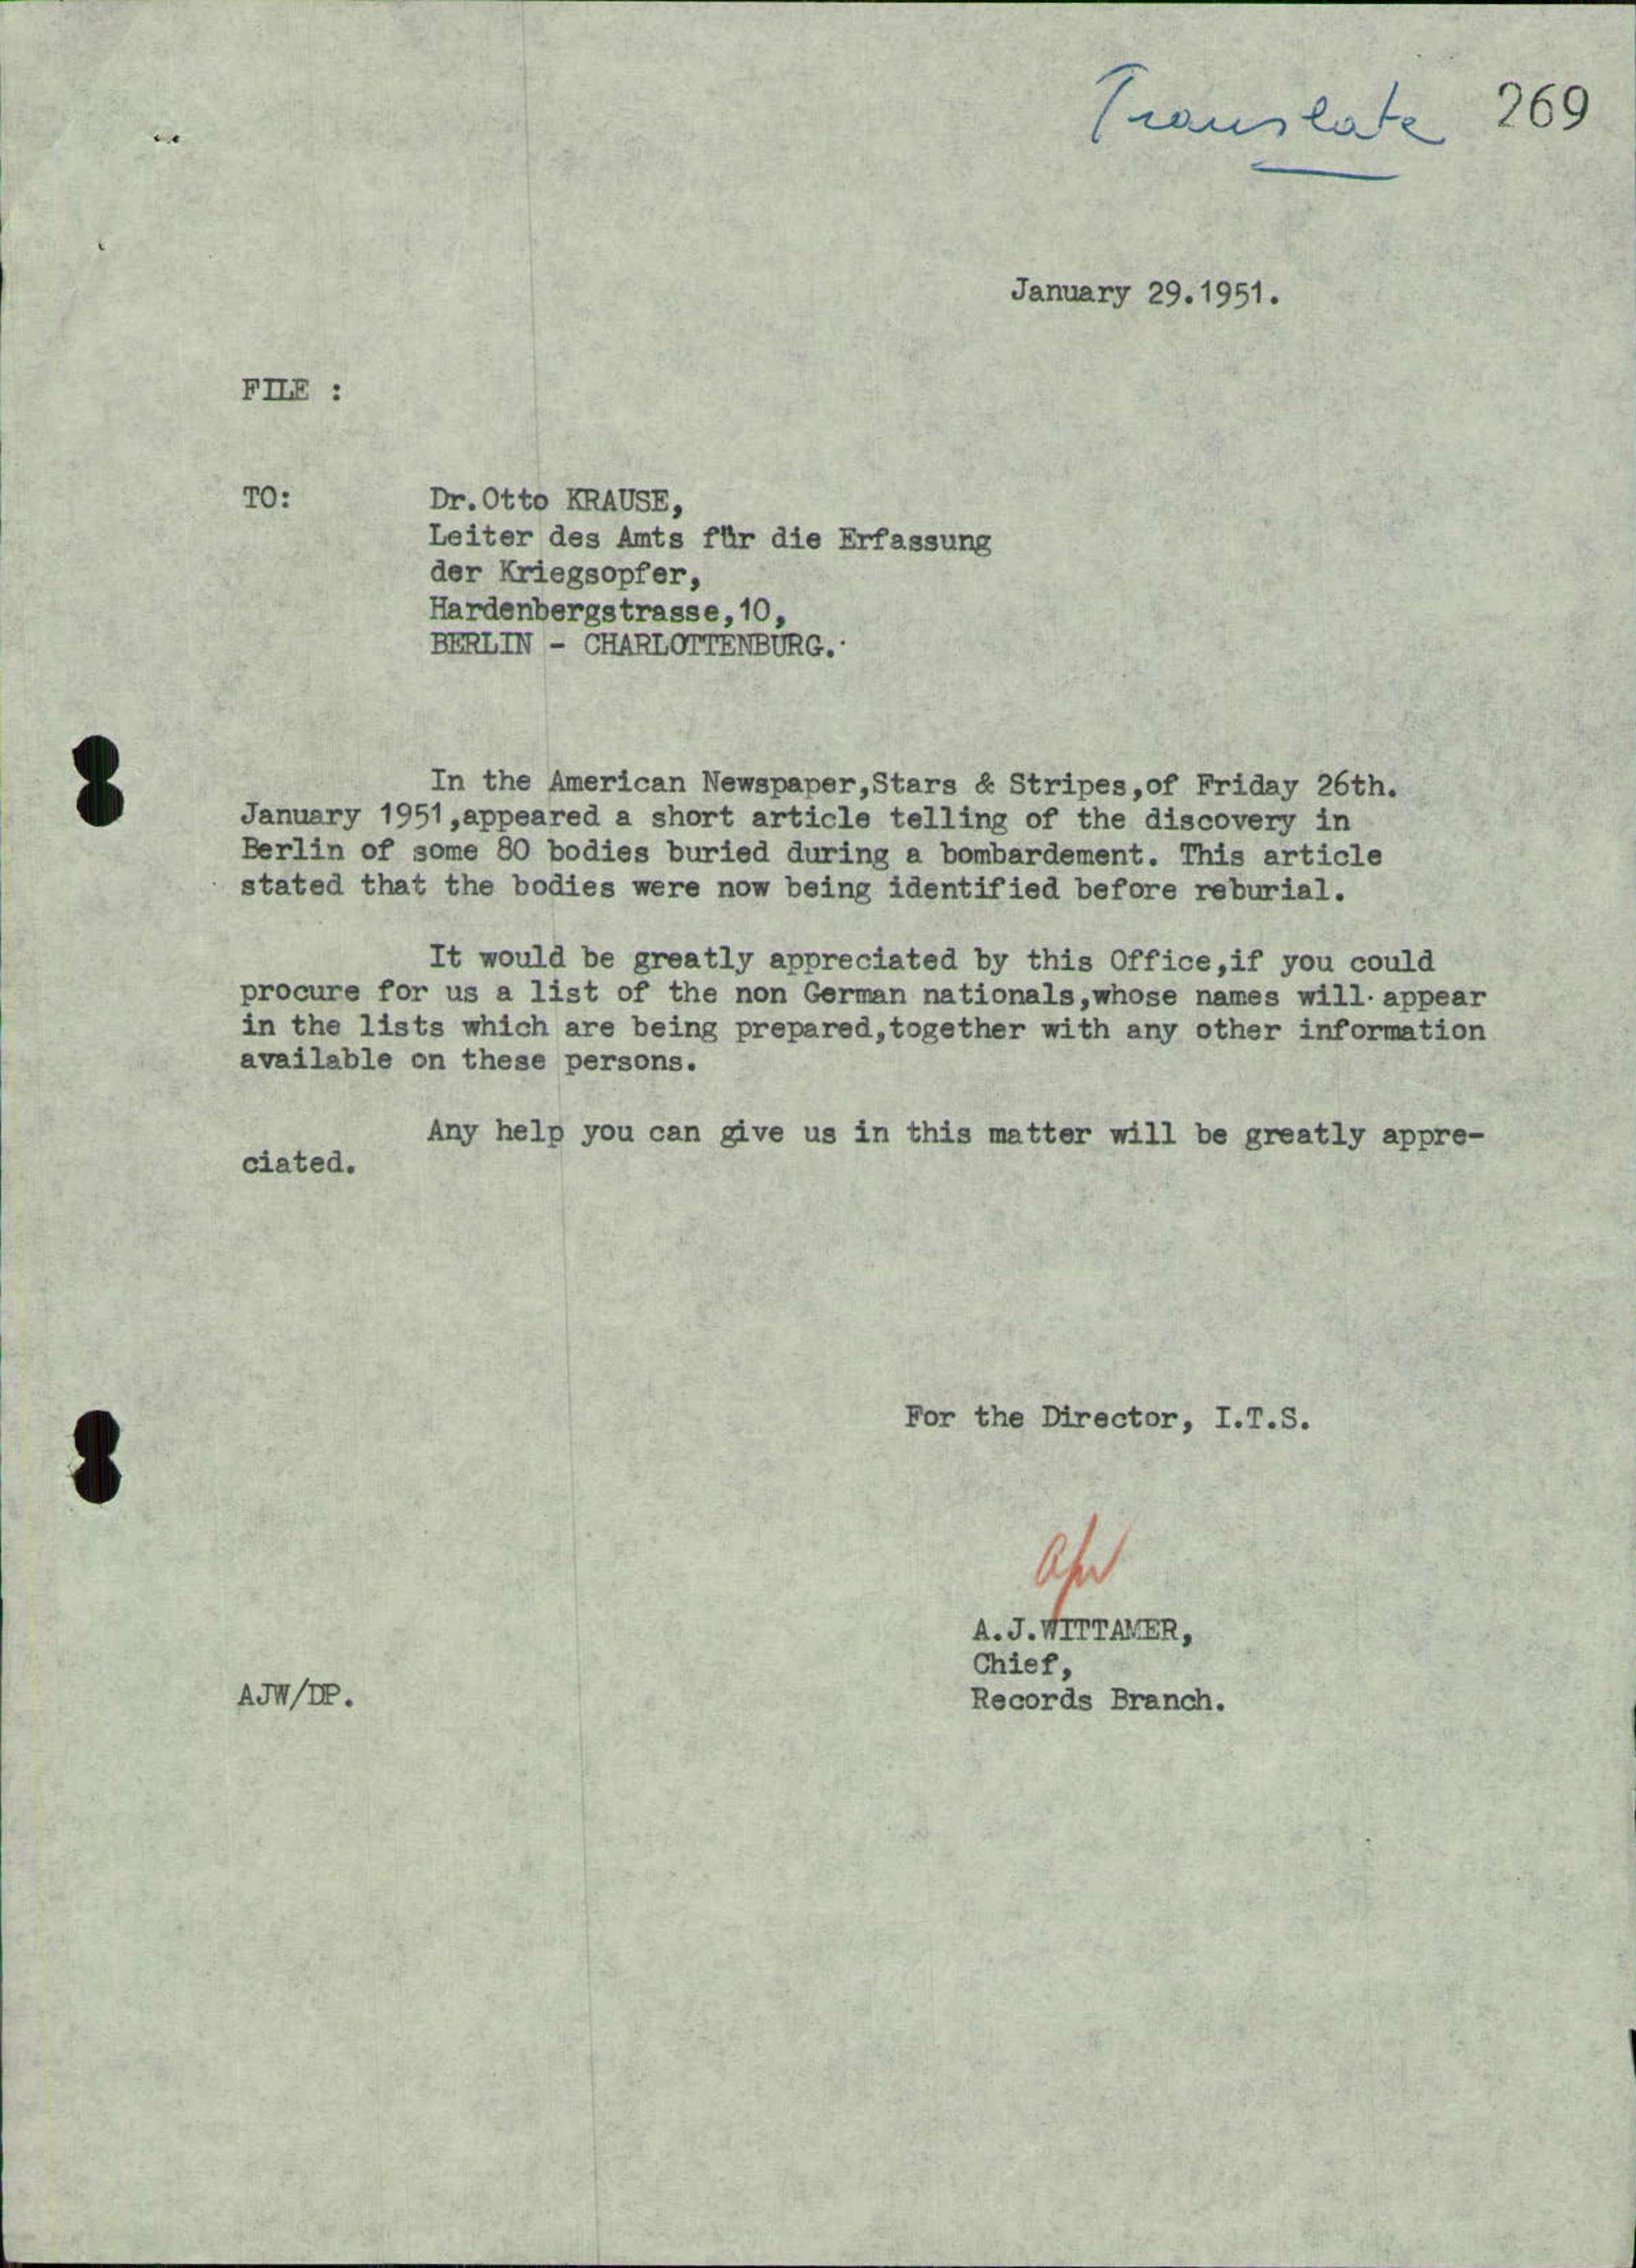 Translate 269
January 29.1951.
FILE :
TO: Dr.Otto KRAUSE,
Leiter des Amts für die Erfassung
der Kriegsopfer,
Hardenbergstrasse,10,
BERLIN - CHARLOTTENBURG.
In the American Newspaper,Stars & Stripes,of Friday 26th.
January 1951,appeared a short article telling of the discovery in
Berlin of some 80 bodies buried during a bombardement. This article
stated that the bodies were now being identified before reburial.
It would be greatly appreciated by this Office,if you could
procure for us a list of the non German nationals,whose names will appear
in the lists which are being prepared,together with any other information
available on these persons.
Any help you can give us in this matter will be greatly appre-
ciated.
For the Director, I.T.S.
A.J.WITTAMER,
Chief,
AJW/DP. Records Branch.